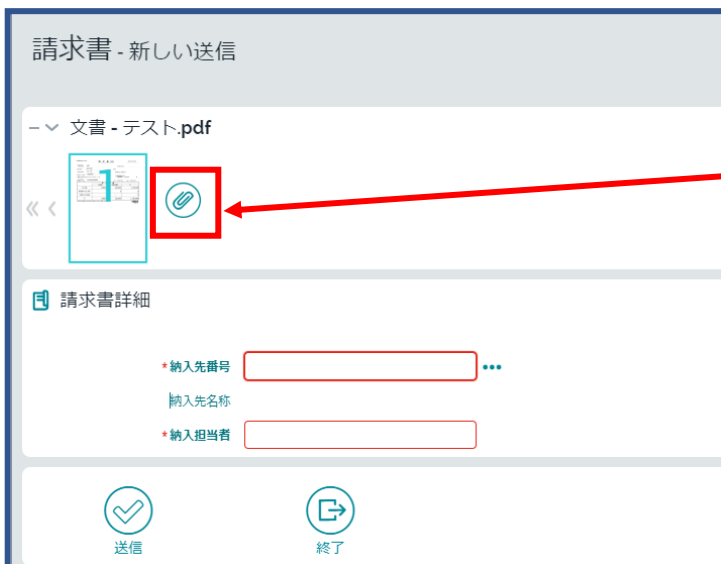 請求書 - 新しい送信
文書 - テスト.pdf
1
請求書詳細
*納入先番号
納入先名称
*納入担当者
送信
終了